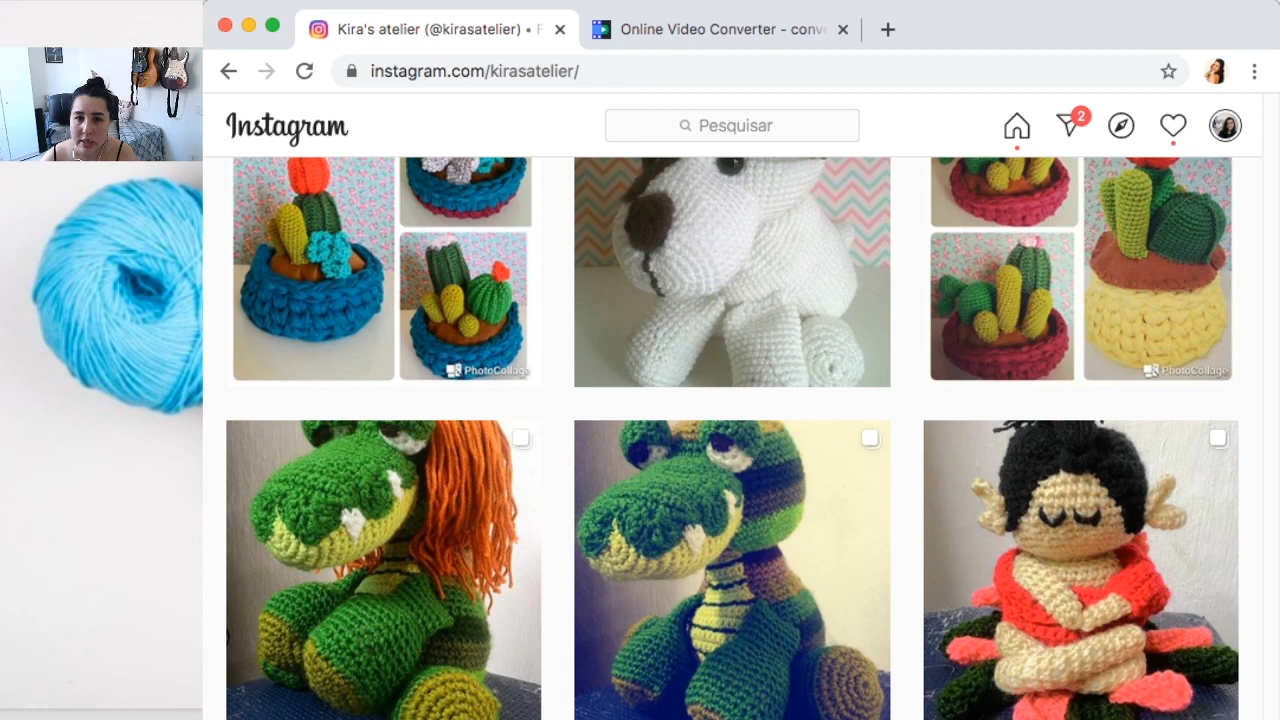 Kira's atelier (@kirasatelier) • F
Online Video Converter - conve
instagram.com/kirasatelier/
Instagram
Pesquisar
2
PhotoCollage
PhotoCollage